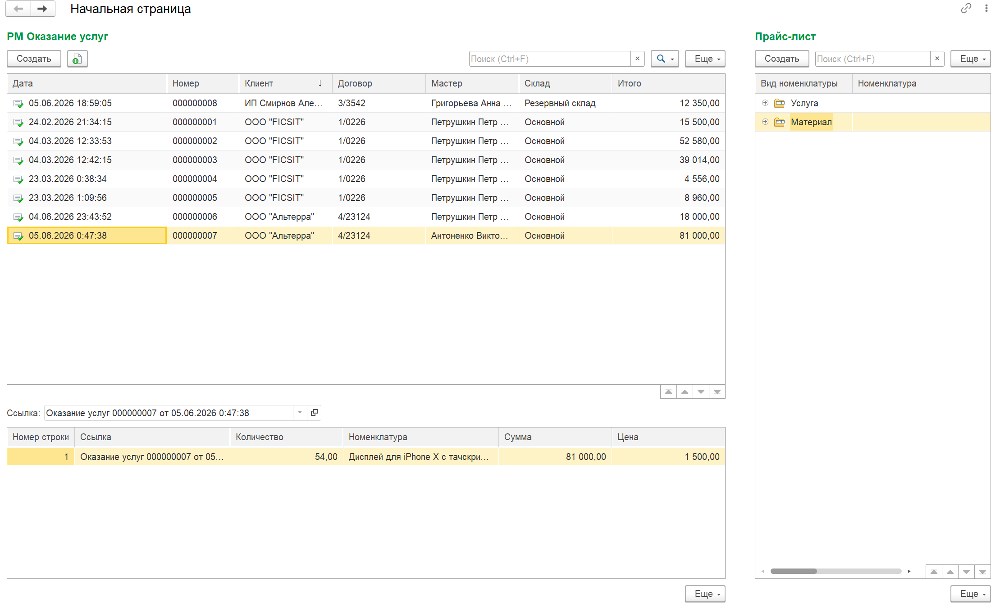 Начальная страница
РМ Оказание услуг
Создать Поиск (Ctrl+F) × Еще
Дата Номер Клиент ↓ Договор Мастер Склад Итого
05.06.2026 18:59:05 000000008 ИП Смирнов Але... 3/3542 Григорьева Анна ... Резервный склад 12 350,00
24.02.2026 21:34:15 000000001 ООО "FICSIT" 1/0226 Петрушкин Петр ... Основной 15 500,00
04.03.2026 12:33:53 000000002 ООО "FICSIT" 1/0226 Петрушкин Петр ... Основной 52 580,00
04.03.2026 12:42:15 000000003 ООО "FICSIT" 1/0226 Петрушкин Петр ... Основной 39 014,00
23.03.2026 0:38:34 000000004 ООО "FICSIT" 1/0226 Петрушкин Петр ... Основной 4 556,00
23.03.2026 1:09:56 000000005 ООО "FICSIT" 1/0226 Петрушкин Петр ... Основной 8 960,00
04.06.2026 23:43:52 000000006 ООО "Альтерра" 4/23124 Петрушкин Петр ... Основной 18 000,00
05.06.2026 0:47:38 000000007 ООО "Альтерра" 4/23124 Антоненко Викто... Основной 81 000,00
Ссылка: Оказание услуг 000000007 от 05.06.2026 0:47:38
Номер строки Ссылка Количество Номенклатура Сумма Цена
1 Оказание услуг 000000007 от 05... 54,00 Дисплей для iPhone X с тачскри... 81 000,00 1 500,00
Еще
Прайс-лист
Создать Поиск (Ctrl+F) × Еще
Вид номенклатуры Номенклатура
Услуга
Материал
Еще